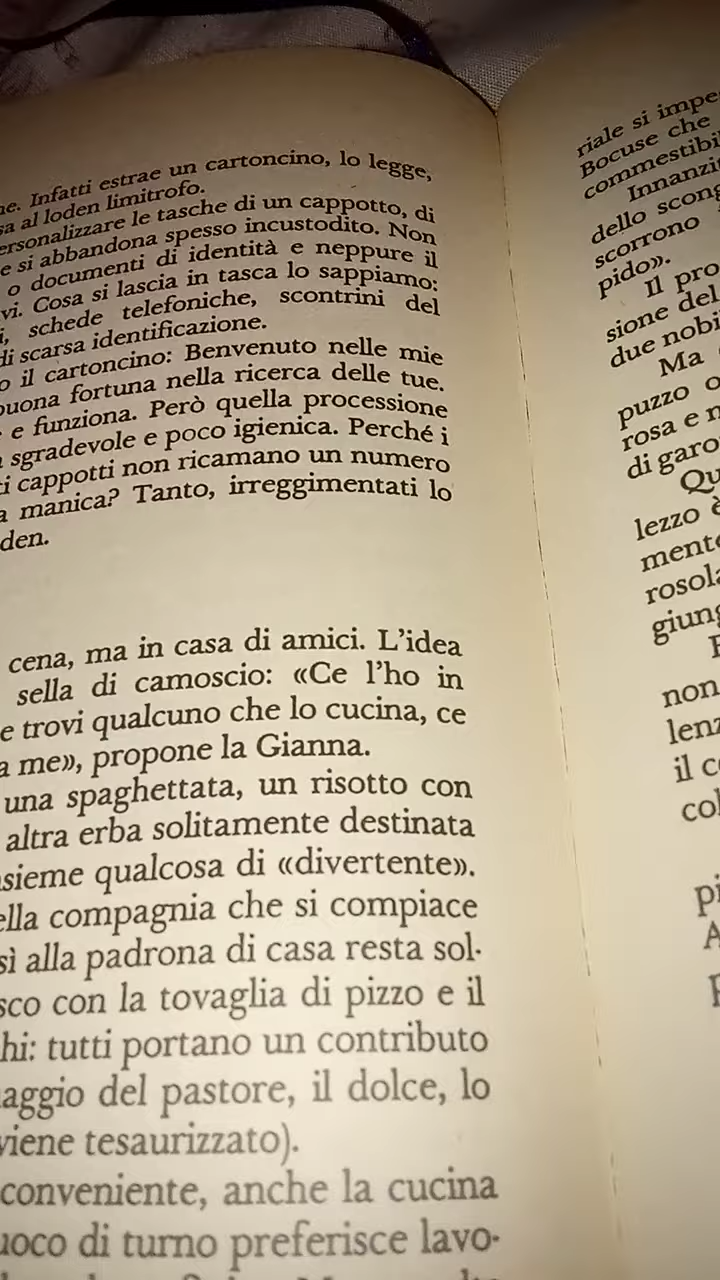 ne. Infatti estrae un cartoncino, lo legge,
sa al loden limitrofo.
ersonalizzare le tasche di un cappotto, di
e si abbandona spesso incustodito. Non
o documenti di identità e neppure il
vi. Cosa si lascia in tasca lo sappiamo:
i, schede telefoniche, scontrini del
di scarsa identificazione.
o il cartoncino: Benvenuto nelle mie
buona fortuna nella ricerca delle tue.
e funziona. Però quella processione
sgradevole e poco igienica. Perché i
ti cappotti non ricamano un numero
a manica? Tanto, irreggimentati lo
den.
cena, ma in casa di amici. L'idea
sella di camoscio: «Ce l'ho in
e trovi qualcuno che lo cucina, ce
a me», propone la Gianna.
una spaghettata, un risotto con
altra erba solitamente destinata
sieme qualcosa di «divertente».
ella compagnia che si compiace
sì alla padrona di casa resta sol-
sco con la tovaglia di pizzo e il
hi: tutti portano un contributo
aggio del pastore, il dolce, lo
viene tesaurizzato).
conveniente, anche la cucina
uoco di turno preferisce lavo-
riale si impe
Bocuse che
commestibi
Innanzi
dello scong
scorrono
pido».
Il pro
sione del
due nobi
Ma
puzzo o
rosa e n
di garo
Qu
lezzo è
mente
rosola
giung
non
lenz
il c
col
pi
A